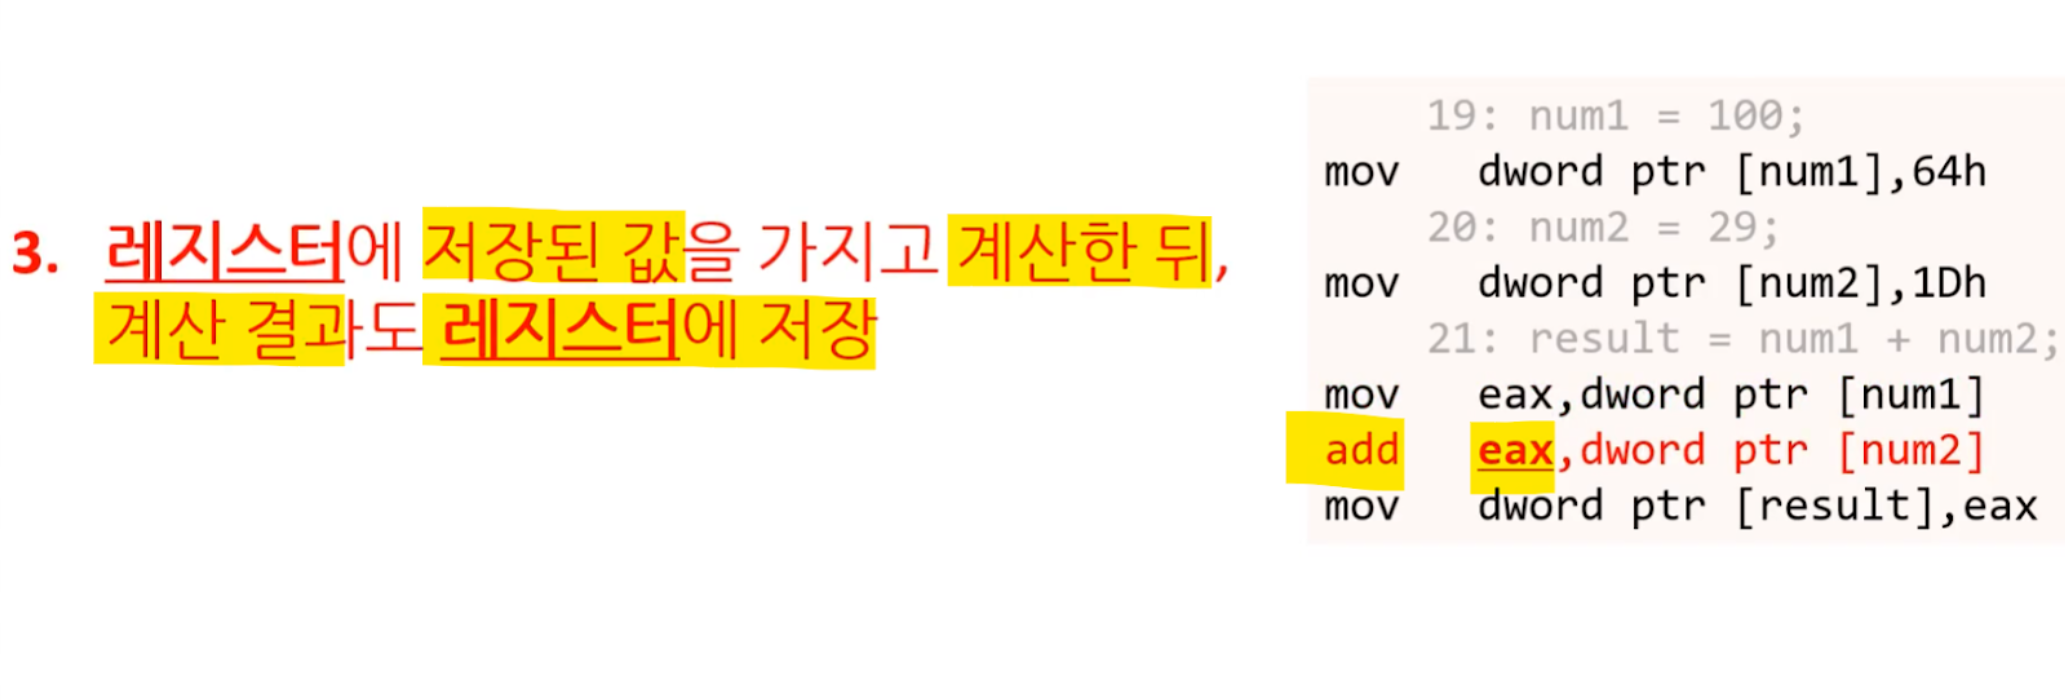 3. 레지스터에 저장된 값을 가지고 계산한 뒤,
계산 결과도 레지스터에 저장
19: num1 = 100;
mov dword ptr [num1],64h
20: num2 = 29;
mov dword ptr [num2],1Dh
21: result = num1 + num2;
mov eax,dword ptr [num1]
add eax,dword ptr [num2]
mov dword ptr [result],eax